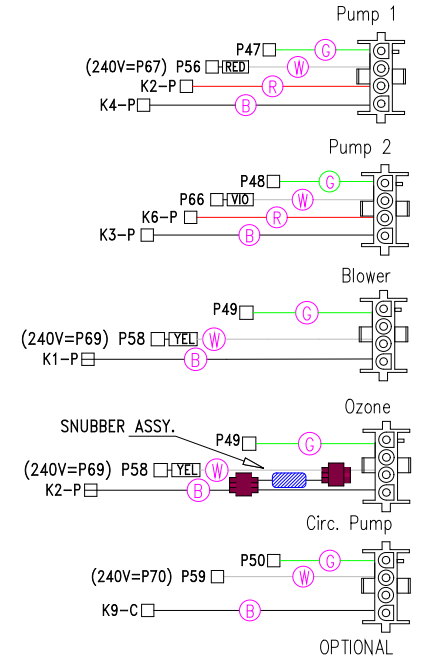 Pump 1
P47 G
(240V=P67) P56 RED W
K2-P R
K4-P B
Pump 2
P48 G
P66 VIO W
K6-P R
K3-P B
Blower
P49 G
(240V=P69) P58 YEL W
K1-P B
Ozone
SNUBBER ASSY.
P49 G
(240V=P69) P58 YEL W
K2-P B
Circ. Pump
P50 G
(240V=P70) P59 W
K9-C B
OPTIONAL